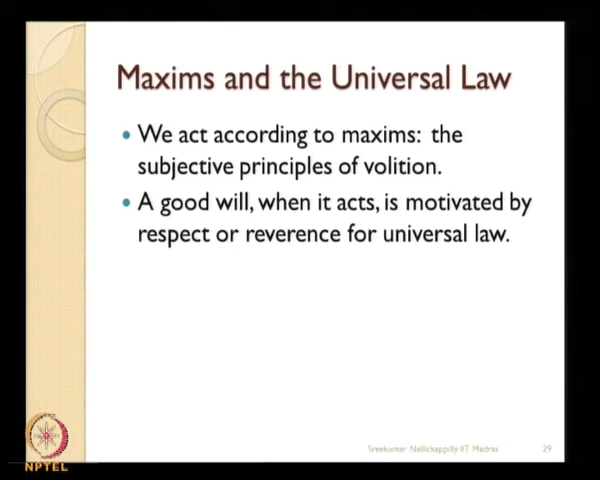 Maxims and the Universal Law
• We act according to maxims: the
subjective principles of volition.
• A good will, when it acts, is motivated by
respect or reverence for universal law.
Sreekumar Nellickappilly IIT Madras 29
NPTEL